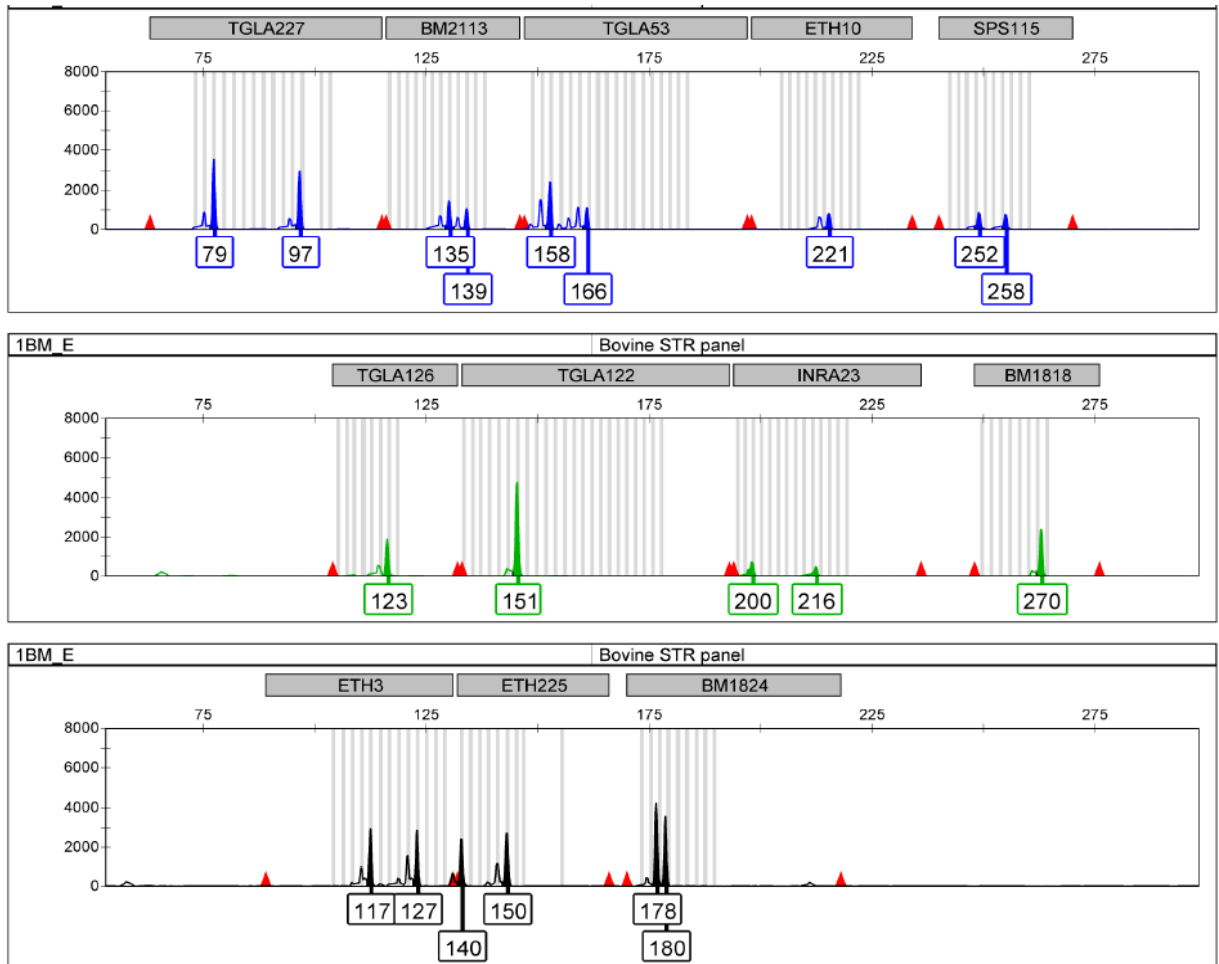 TGLA227 BM2113 TGLA53 ETH10 SPS115
75 125 175 225 275
8000
6000
4000
2000
0
79 97 135 158 221 252
139 166 258
1BM_E Bovine STR panel
TGLA126 TGLA122 INRA23 BM1818
75 125 175 225 275
8000
6000
4000
2000
0
123 151 200 216 270
1BM_E Bovine STR panel
ETH3 ETH225 BM1824
75 125 175 225 275
8000
6000
4000
2000
0
117 127 150 178
140 180